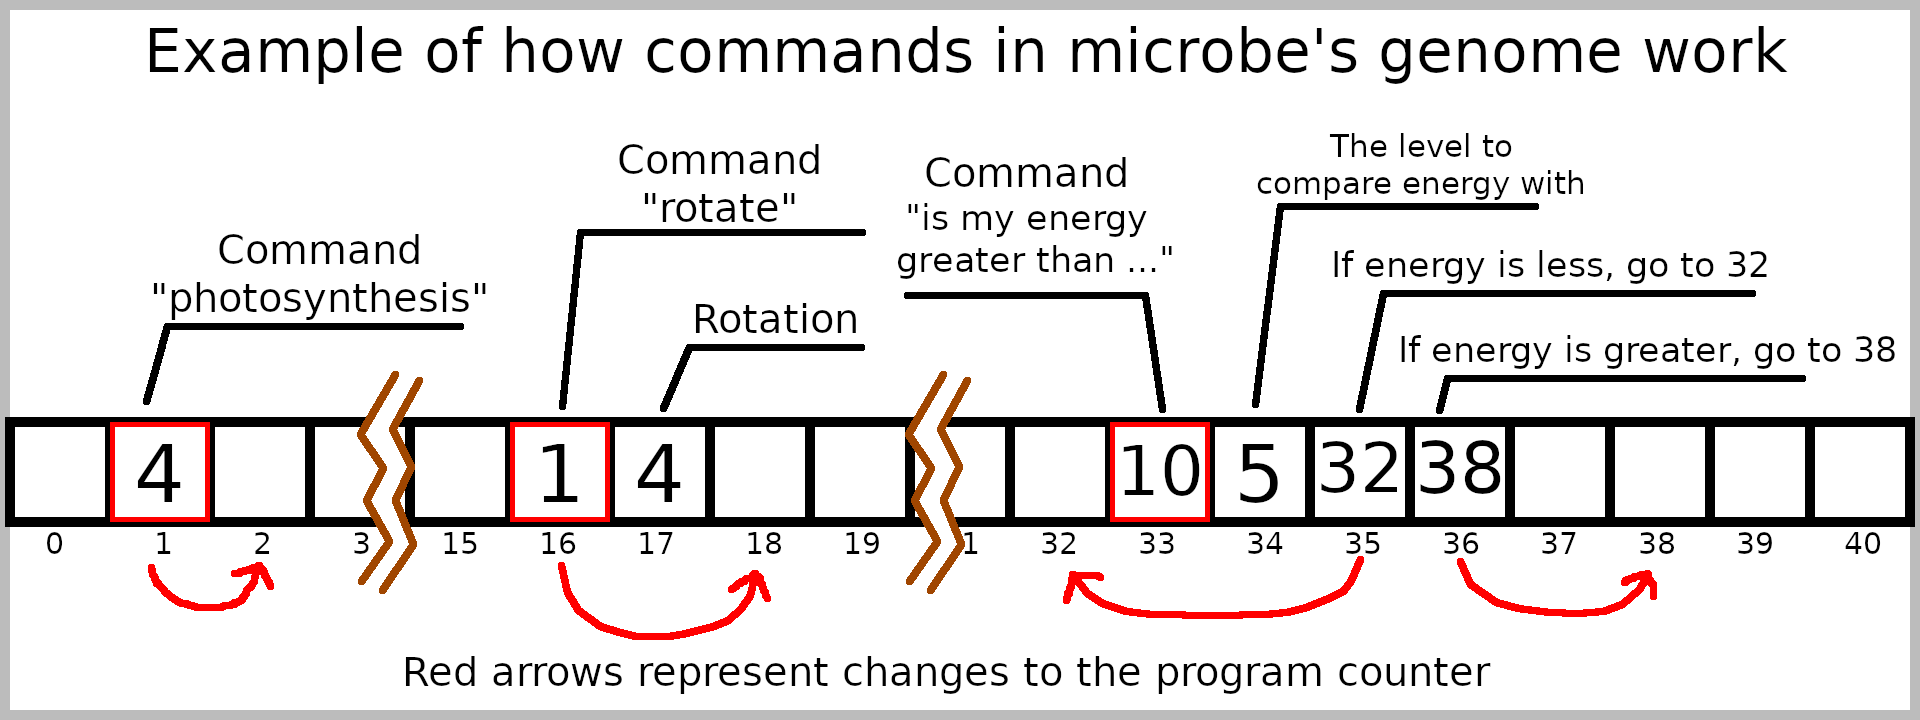 Example of how commands in microbe's genome work
Command
"photosynthesis"
Command
"rotate"
Rotation
Command
"is my energy
greater than ..."
The level to
compare energy with
If energy is less, go to 32
If energy is greater, go to 38
4 1 4 10 5 32 38
0 1 2 3 15 16 17 18 19 1 32 33 34 35 36 37 38 39 40
Red arrows represent changes to the program counter